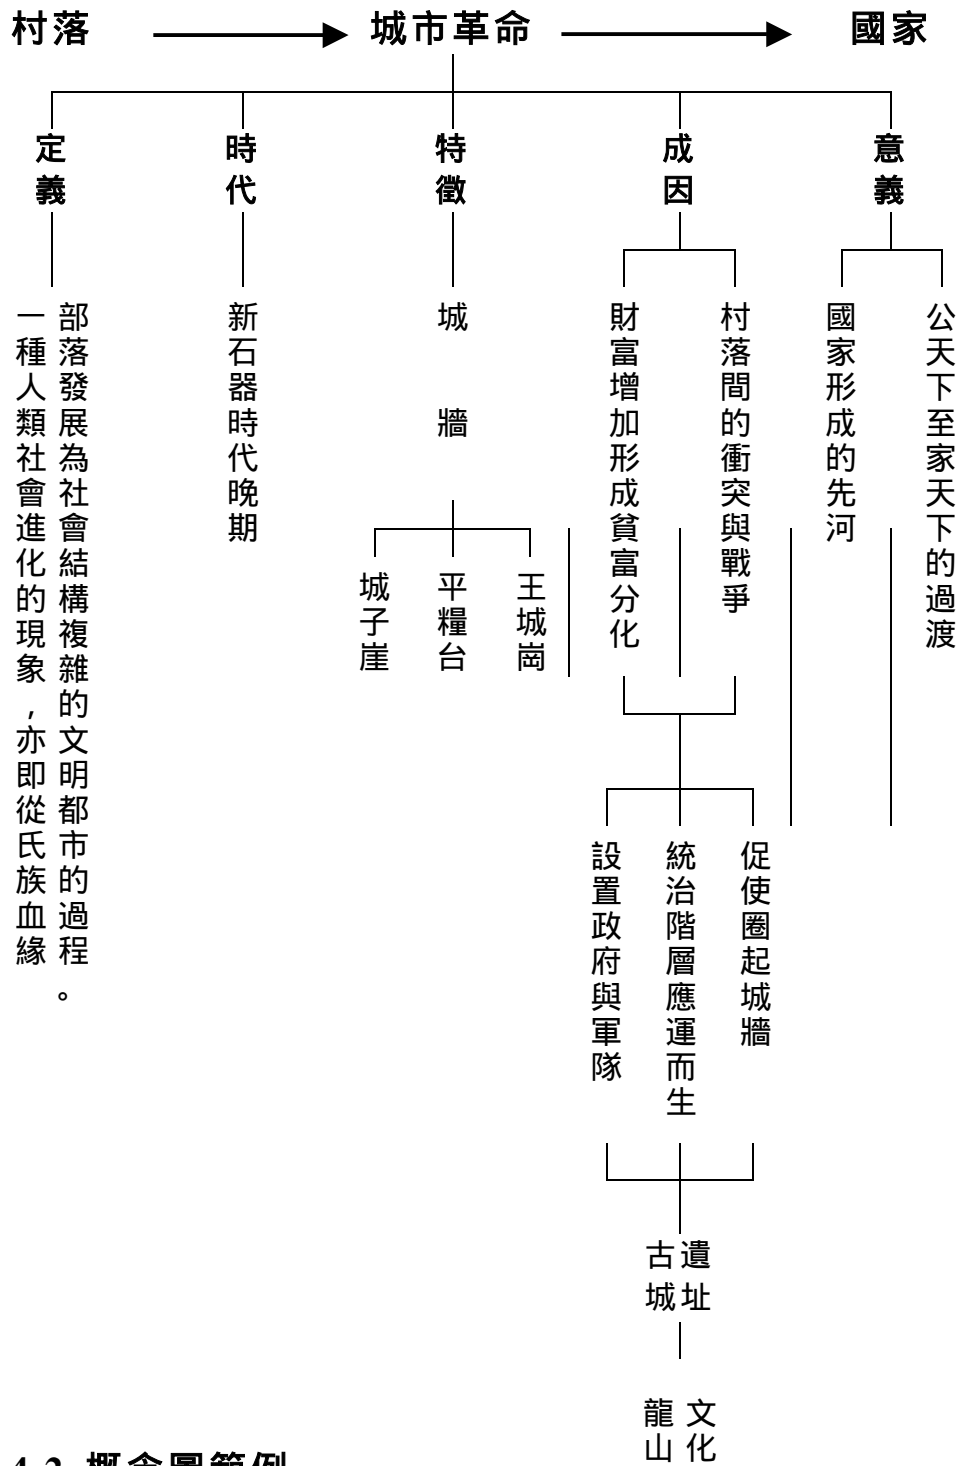 村落
城市革命
國家
定義
時代
特徵
成因
意義
一種人類社會進化的現象，亦即從氏族血緣
部落發展為社會結構複雜的文明都市的過程。
新石器時代晚期
城牆
城子崖
平糧台
王城崗
財富增加形成貧富分化
村落間的衝突與戰爭
國家形成的先河
公天下至家天下的過渡
設置政府與軍隊
統治階層應運而生
促使圈起城牆
古城
遺址
龍山
文化
概念圖範例